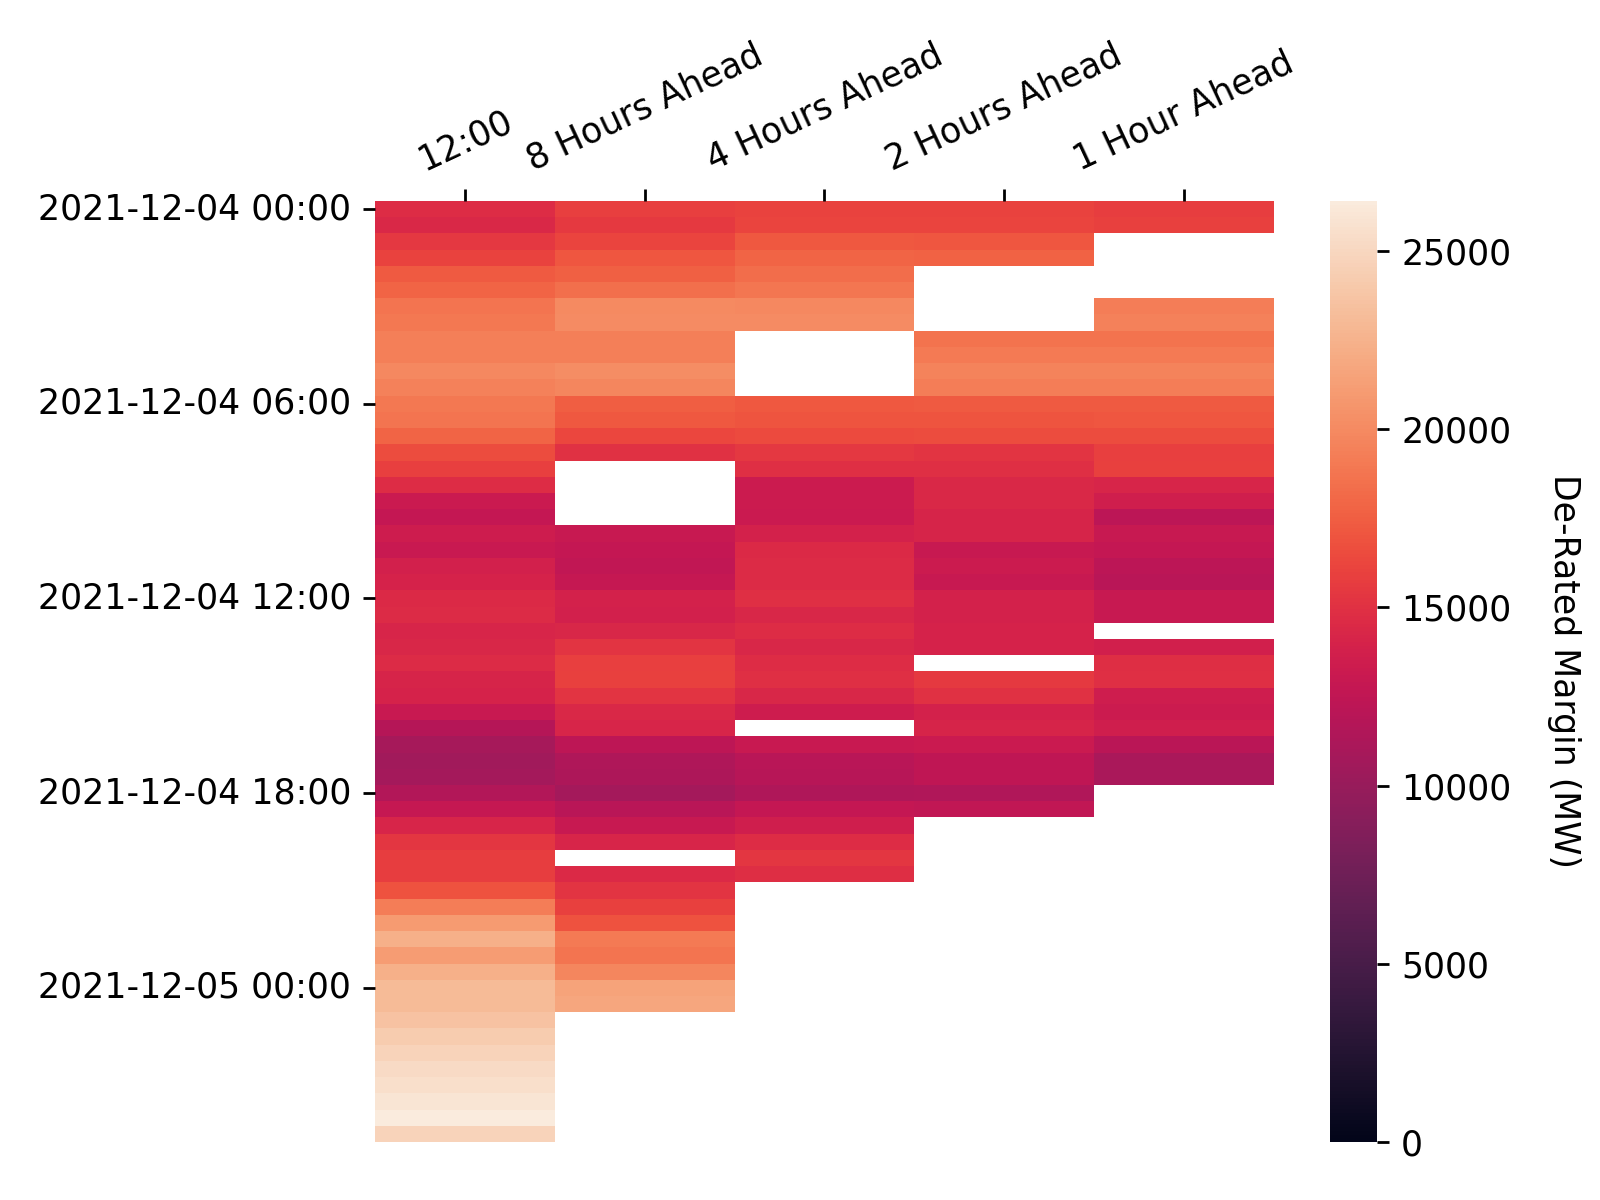 12:00
8 Hours Ahead
4 Hours Ahead
2 Hours Ahead
1 Hour Ahead
2021-12-04 00:00
2021-12-04 06:00
2021-12-04 12:00
2021-12-04 18:00
2021-12-05 00:00
25000
20000
15000
10000
5000
0
De-Rated Margin (MW)